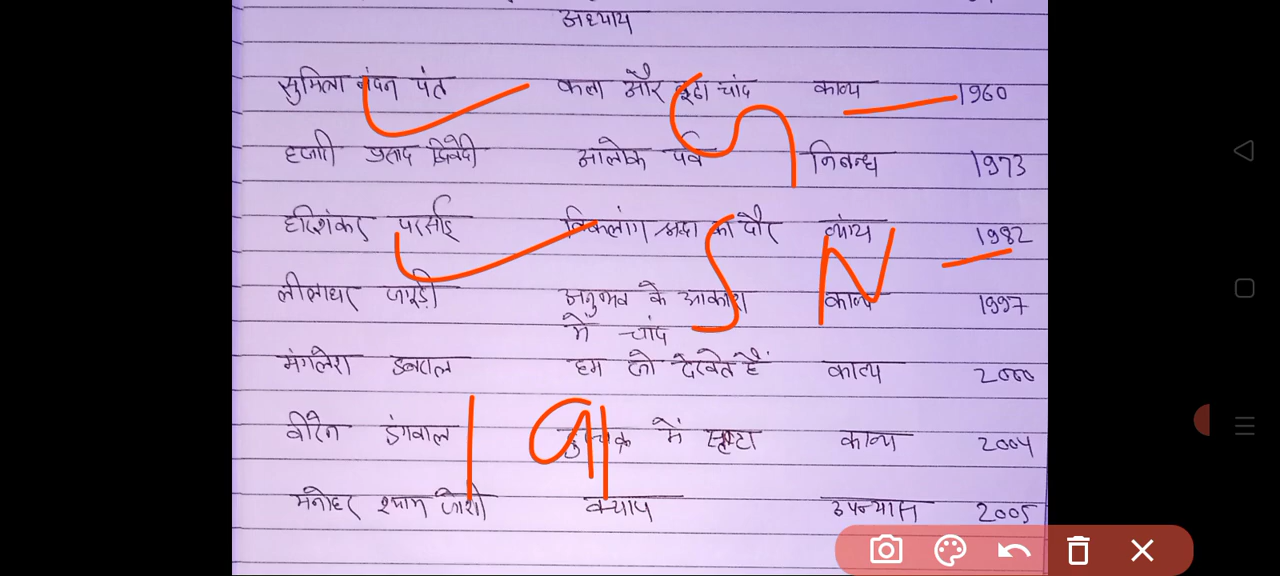 अध्याय
सुमित्रा नंदन पंत कला और बूढा चांद काव्य 1960
हजारी प्रसाद द्विवेदी आलोक पर्व निबन्ध 1973
हरिशंकर परसाई विकलांग श्रद्धा का दौर व्यंग्य 1982
लीलाधर जगूड़ी अनुभव के आकाश काव्य 1997
में चांद
मंगलेश डबराल हम जो देखते हैं काव्य 2000
वीरेन डंगवाल दुश्चक्र में स्रष्टा काव्य 2004
मनोहर श्याम जोशी क्याप उपन्यास 2005